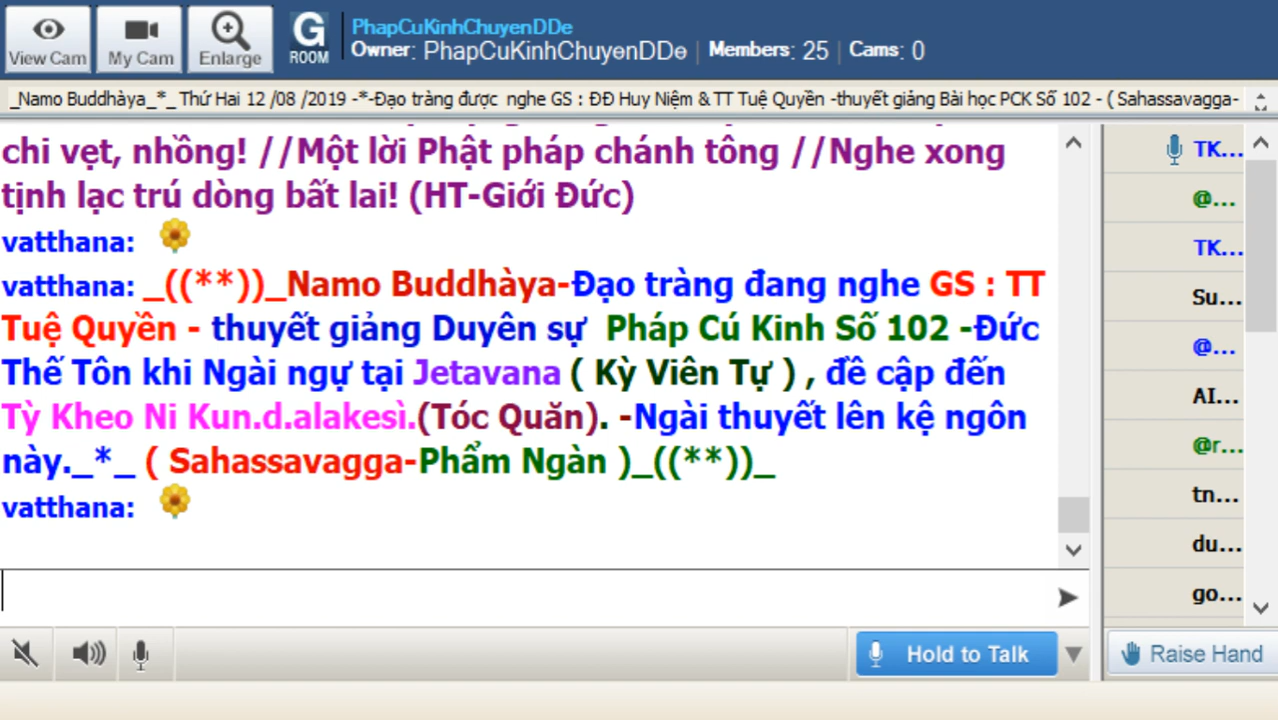 View Cam
My Cam
Enlarge
G
ROOM
PhapCuKinhChuyenDDe
Owner: PhapCuKinhChuyenDDe | Members: 25 | Cams: 0
_Namo Buddhàya_*_ Thứ Hai 12 /08 /2019 -*-Đạo tràng được nghe GS : ĐĐ Huy Niệm & TT Tuệ Quyền -thuyết giảng Bài học PCK Số 102 - ( Sahassavagga-
chi vẹt, nhồng! //Một lời Phật pháp chánh tông //Nghe xong
tịnh lạc trú dòng bất lai! (HT-Giới Đức)
vatthana:
vatthana: _((**))_Namo Buddhàya-Đạo tràng đang nghe GS : TT
Tuệ Quyền - thuyết giảng Duyên sự Pháp Cú Kinh Số 102 -Đức
Thế Tôn khi Ngài ngự tại Jetavana ( Kỳ Viên Tự ) , đề cập đến
Tỳ Kheo Ni Kun.d.alakesì.(Tóc Quăn). -Ngài thuyết lên kệ ngôn
này._*_ ( Sahassavagga-Phẩm Ngàn )_((**))_
vatthana:
TK...
@...
TK...
Su...
@...
AI...
@r...
tn...
du...
go...
Hold to Talk
Raise Hand